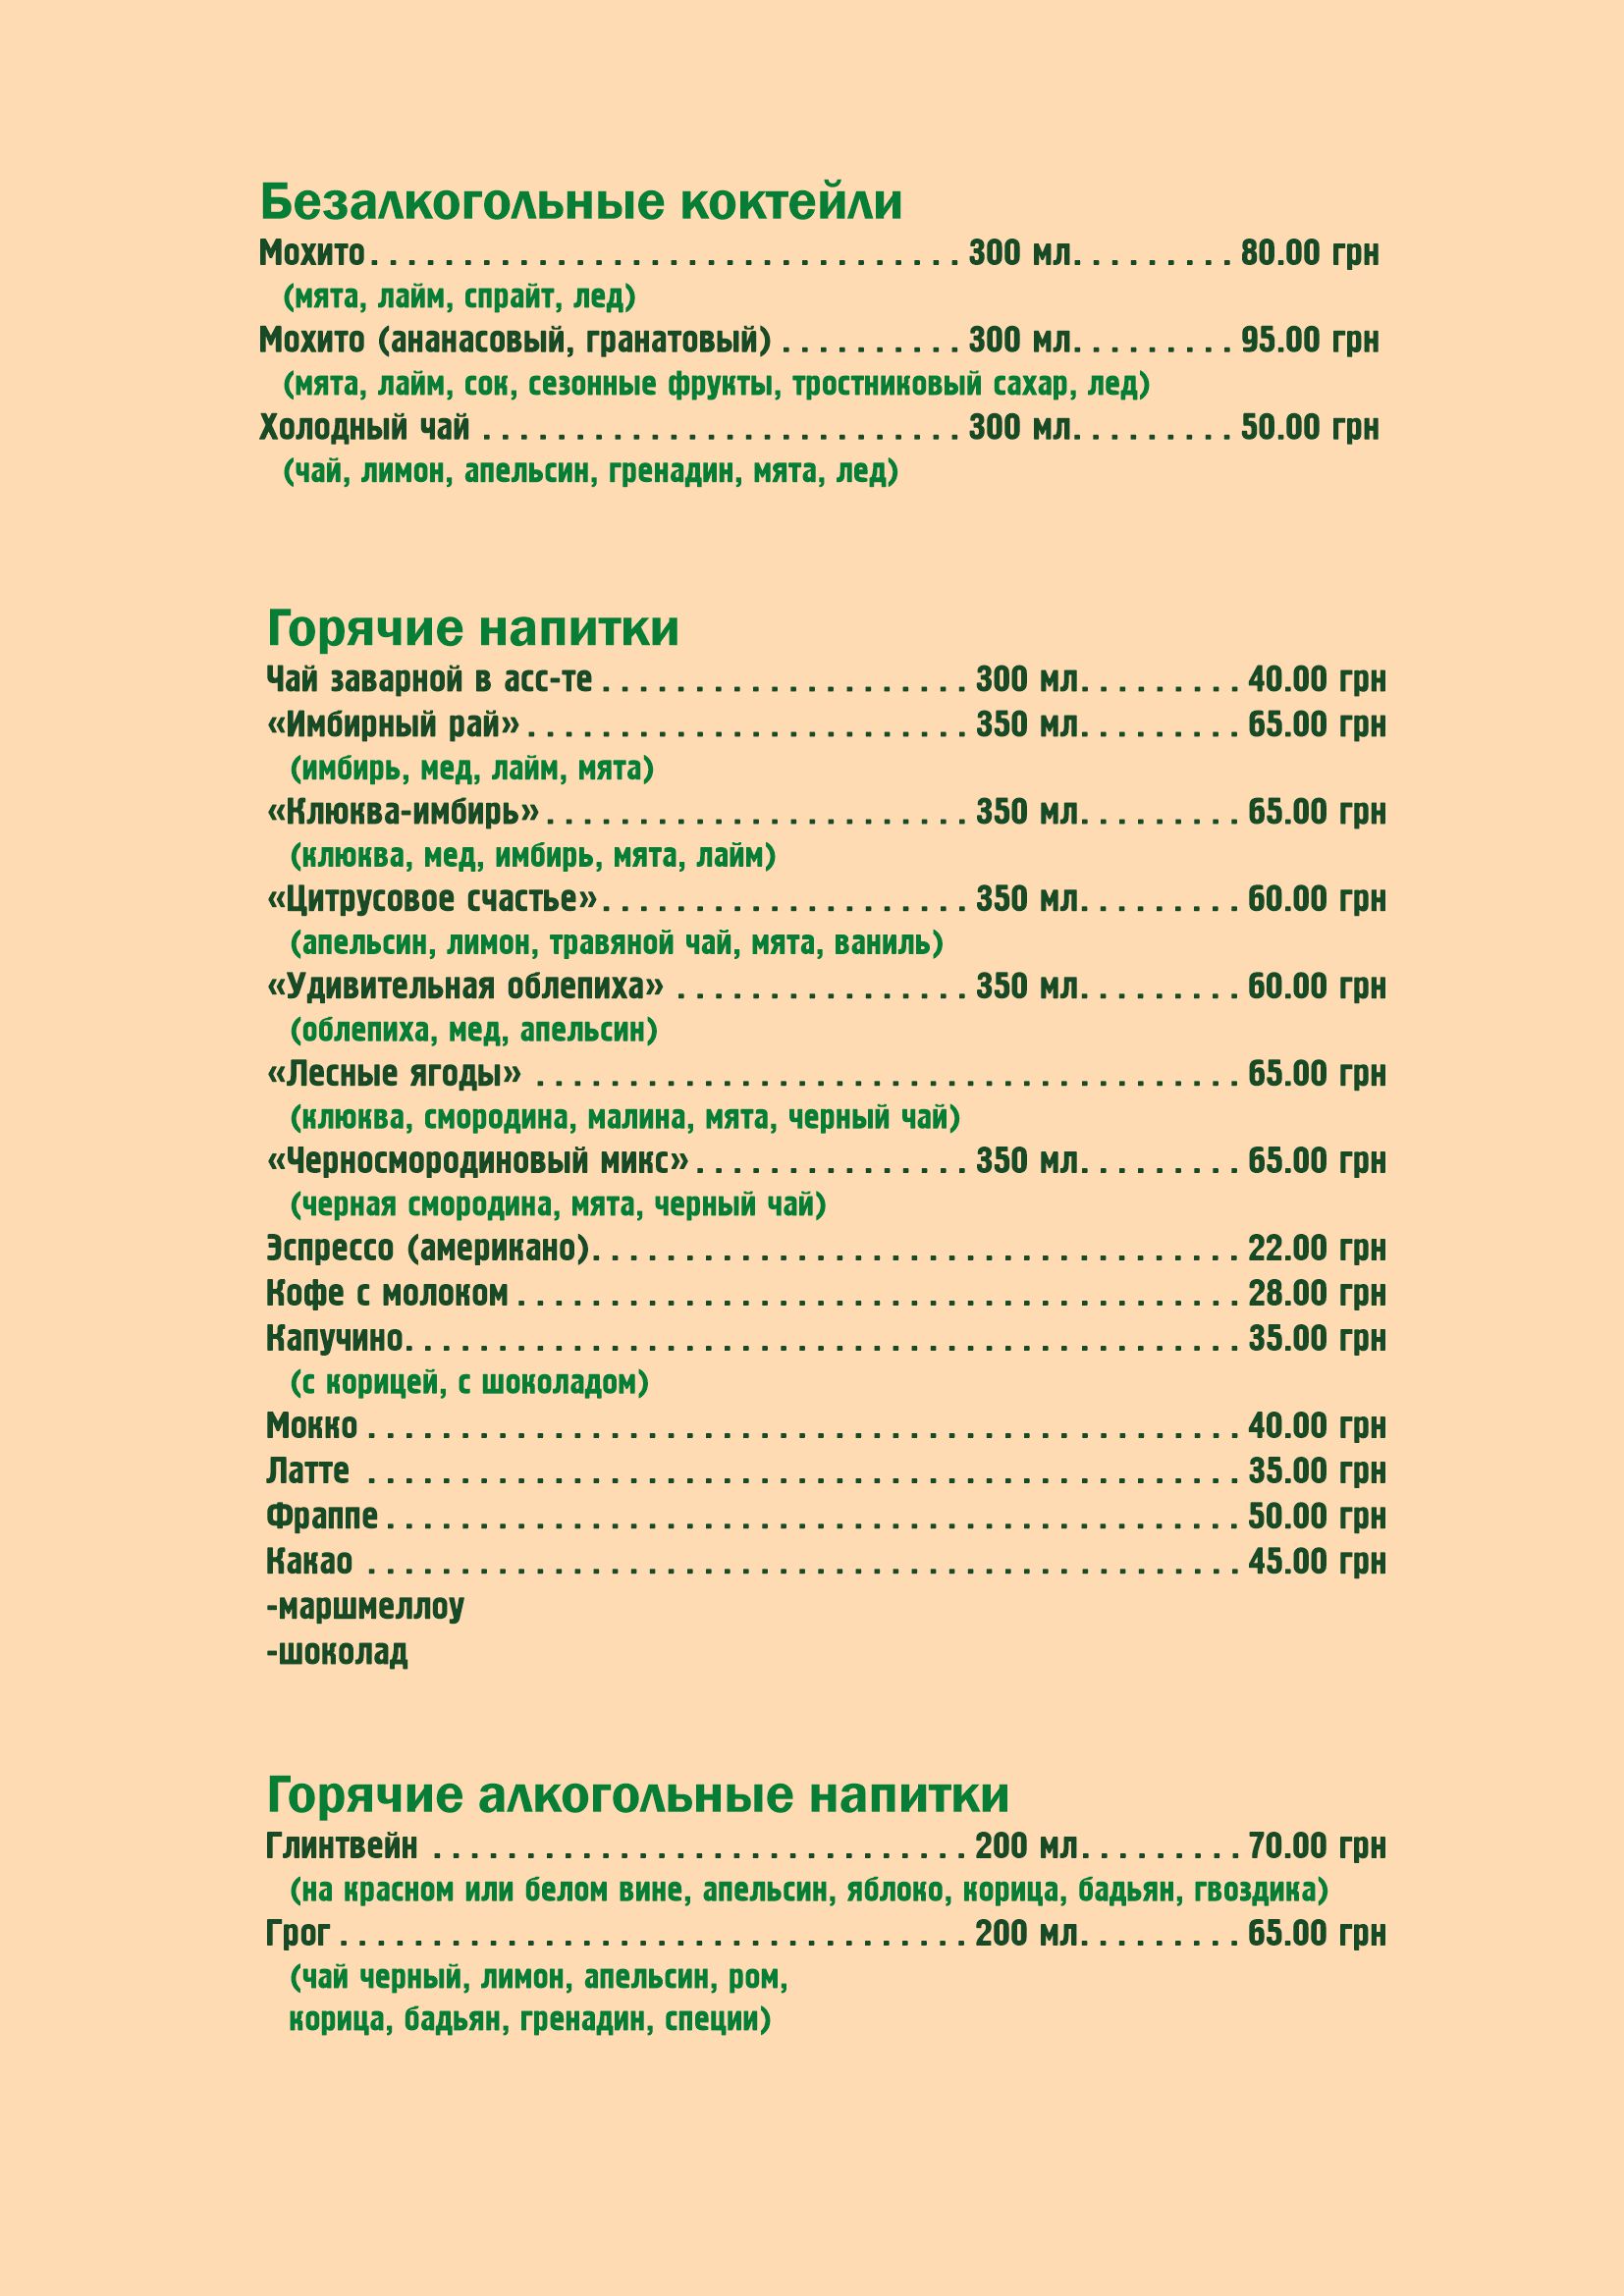 Безалкогольные коктейли
Мохито. . . . . . . . . . . . . . . . . . . . . . . . . . . . . . . . 300 мл. . . . . . . . . 80.00 грн
(мята, лайм, спрайт, лед)
Мохито (ананасовый, гранатовый) . . . . . . . . . . 300 мл. . . . . . . . . 95.00 грн
(мята, лайм, сок, сезонные фрукты, тростниковый сахар, лед)
Холодный чай . . . . . . . . . . . . . . . . . . . . . . . . . . 300 мл. . . . . . . . . 50.00 грн
(чай, лимон, апельсин, гренадин, мята, лед)
Горячие напитки
Чай заварной в асс-те . . . . . . . . . . . . . . . . . . . . 300 мл. . . . . . . . . 40.00 грн
«Имбирный рай» . . . . . . . . . . . . . . . . . . . . . . . . 350 мл. . . . . . . . . 65.00 грн
(имбирь, мед, лайм, мята)
«Клюква-имбирь» . . . . . . . . . . . . . . . . . . . . . . . 350 мл. . . . . . . . . 65.00 грн
(клюква, мед, имбирь, мята, лайм)
«Цитрусовое счастье». . . . . . . . . . . . . . . . . . . . 350 мл. . . . . . . . . 60.00 грн
(апельсин, лимон, травяной чай, мята, ваниль)
«Удивительная облепиха» . . . . . . . . . . . . . . . . 350 мл. . . . . . . . . 60.00 грн
(облепиха, мед, апельсин)
«Лесные ягоды» . . . . . . . . . . . . . . . . . . . . . . . . . . . . . . . . . . . . . . 65.00 грн
(клюква, смородина, малина, мята, черный чай)
«Черносмородиновый микс» . . . . . . . . . . . . . . . 350 мл. . . . . . . . . 65.00 грн
(черная смородина, мята, черный чай)
Эспрессо (американо). . . . . . . . . . . . . . . . . . . . . . . . . . . . . . . . . . . 22.00 грн
Кофе с молоком . . . . . . . . . . . . . . . . . . . . . . . . . . . . . . . . . . . . . . . 28.00 грн
Капучино. . . . . . . . . . . . . . . . . . . . . . . . . . . . . . . . . . . . . . . . . . . . . 35.00 грн
(с корицей, с шоколадом)
Мокко . . . . . . . . . . . . . . . . . . . . . . . . . . . . . . . . . . . . . . . . . . . . . . . 40.00 грн
Латте . . . . . . . . . . . . . . . . . . . . . . . . . . . . . . . . . . . . . . . . . . . . . . . 35.00 грн
Фраппе . . . . . . . . . . . . . . . . . . . . . . . . . . . . . . . . . . . . . . . . . . . . . . 50.00 грн
Какао . . . . . . . . . . . . . . . . . . . . . . . . . . . . . . . . . . . . . . . . . . . . . . . 45.00 грн
-маршмеллоу
-шоколад
Горячие алкогольные напитки
Глинтвейн . . . . . . . . . . . . . . . . . . . . . . . . . . . . . 200 мл. . . . . . . . . 70.00 грн
(на красном или белом вине, апельсин, яблоко, корица, бадьян, гвоздика)
Грог . . . . . . . . . . . . . . . . . . . . . . . . . . . . . . . . . . 200 мл. . . . . . . . . 65.00 грн
(чай черный, лимон, апельсин, ром,
корица, бадьян, гренадин, специи)